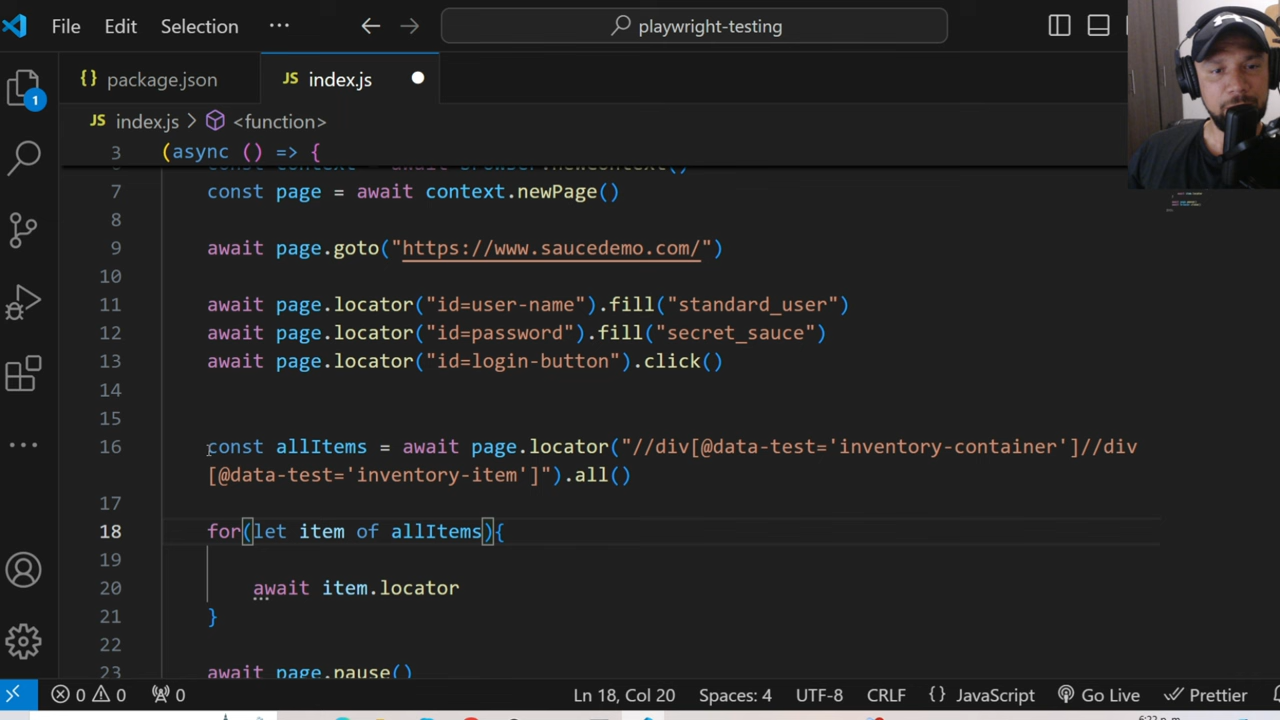 File Edit Selection ··· playwright-testing
{} package.json JS index.js
1
JS index.js > <function>
3 (async () => {
7 const page = await context.newPage()
8
9 await page.goto("https://www.saucedemo.com/")
10
11 await page.locator("id=user-name").fill("standard_user")
12 await page.locator("id=password").fill("secret_sauce")
13 await page.locator("id=login-button").click()
14
15
16 const allItems = await page.locator("//div[@data-test='inventory-container']//div
[@data-test='inventory-item']").all()
17
18 for(let item of allItems){
19
20 await item.locator
21 }
22
23 await page.pause()
0 0 0 Ln 18, Col 20 Spaces: 4 UTF-8 CRLF {} JavaScript Go Live Prettier